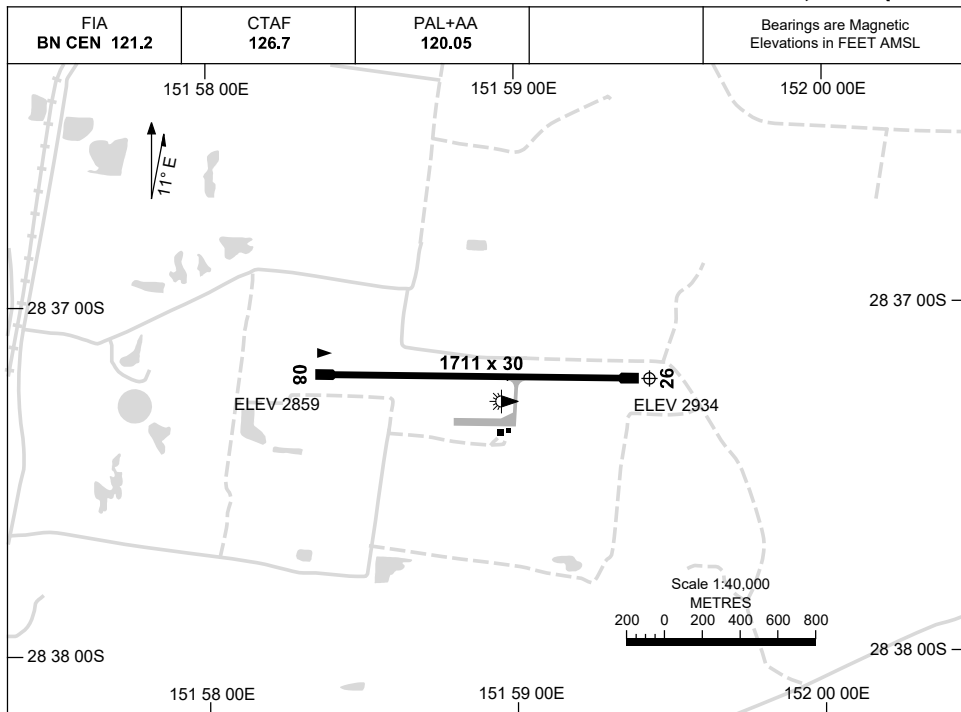 FIA
BN CEN 121.2
CTAF
126.7
PAL+AA
120.05
Bearings are Magnetic
Elevations in FEET AMSL
151 58 00E
151 59 00E
152 00 00E
11° E
28 37 00S
28 37 00S
1711 x 30
08
26
ELEV 2859
ELEV 2934
Scale 1:40,000
METRES
200 0 200 400 600 800
28 38 00S
28 38 00S
151 58 00E
151 59 00E
152 00 00E